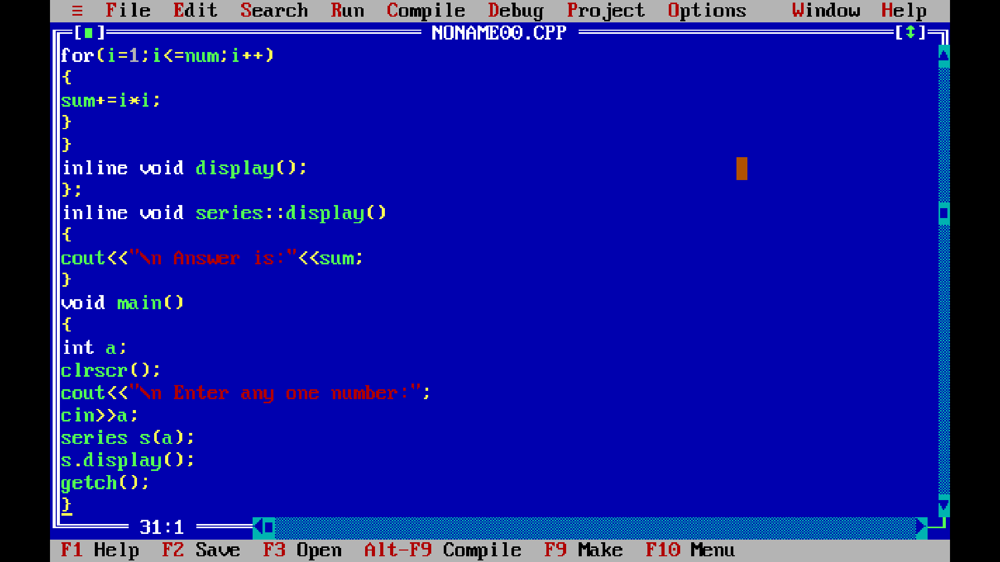 ≡ File Edit Search Run Compile Debug Project Options Window Help
[■] NONAME00.CPP [↕]
for(i=1;i<=num;i++)
{
sum+=i*i;
}
}
inline void display();
};
inline void series::display()
{
cout<<"\n Answer is:"<<sum;
}
void main()
{
int a;
clrscr();
cout<<"\n Enter any one number:";
cin>>a;
series s(a);
s.display();
getch();
}
31:1
F1 Help F2 Save F3 Open Alt-F9 Compile F9 Make F10 Menu